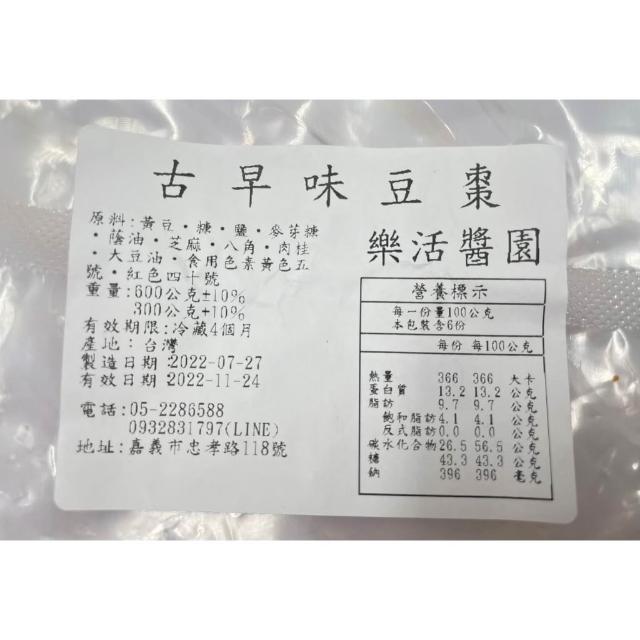 古早味豆棗
原料:黃豆・糖・鹽・麥芽糖
・蔭油・芝麻・八角・肉桂
・大豆油・食用色素黃色五
號・紅色四十號
重量:600公克±10%
300公克±10%
有效期限:冷藏4個月
產地:台灣
製造日期:2022-07-27
有效日期:2022-11-24
電話:05-2286588
0932831797(LINE)
地址:嘉義市忠孝路118號
樂活醬園
營養標示
每一份量100公克
本包裝含6份
每份 每100公克
熱量 366 366 大卡
蛋白質 13.2 13.2 公克
脂肪 9.7 9.7 公克
飽和脂肪 4.1 4.1 公克
反式脂肪 0.0 0.0 公克
碳水化合物 26.5 56.5 公克
糖 43.3 43.3 公克
鈉 396 396 毫克